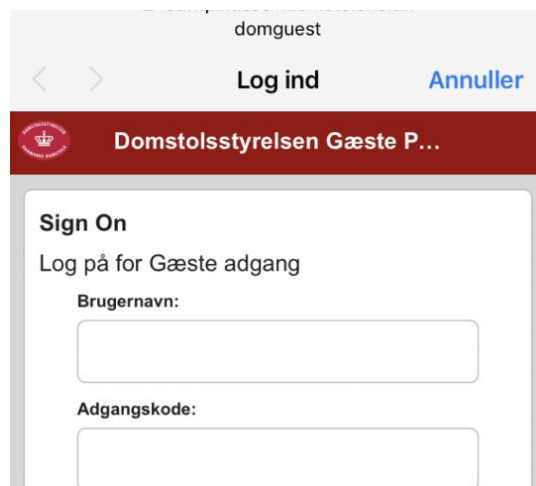 domguest
Log ind
Annuller
Domstolsstyrelsen Gæste P...
Sign On
Log på for Gæste adgang
Brugernavn:
Adgangskode: